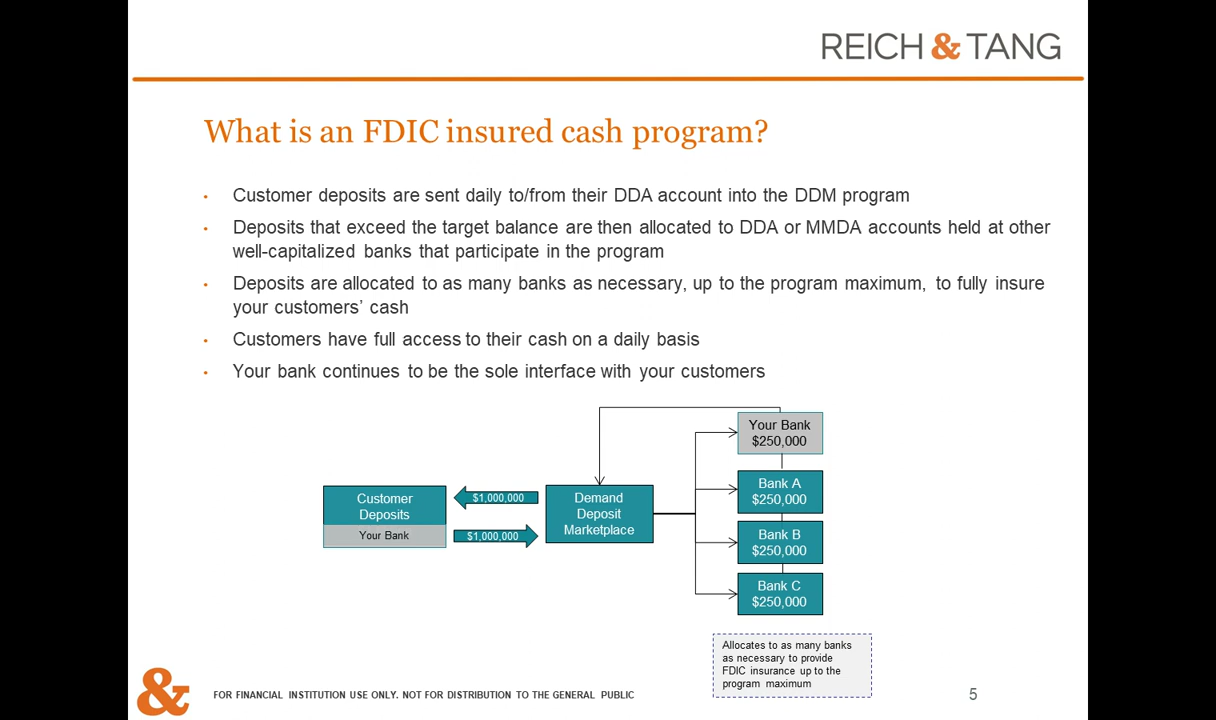 REICH & TANG
What is an FDIC insured cash program?
• Customer deposits are sent daily to/from their DDA account into the DDM program
• Deposits that exceed the target balance are then allocated to DDA or MMDA accounts held at other
well-capitalized banks that participate in the program
• Deposits are allocated to as many banks as necessary, up to the program maximum, to fully insure
your customers’ cash
• Customers have full access to their cash on a daily basis
• Your bank continues to be the sole interface with your customers
Customer
Deposits
Your Bank
$1,000,000
$1,000,000
Demand
Deposit
Marketplace
Your Bank
$250,000
Bank A
$250,000
Bank B
$250,000
Bank C
$250,000
Allocates to as many banks
as necessary to provide
FDIC insurance up to the
program maximum
&
FOR FINANCIAL INSTITUTION USE ONLY. NOT FOR DISTRIBUTION TO THE GENERAL PUBLIC
5